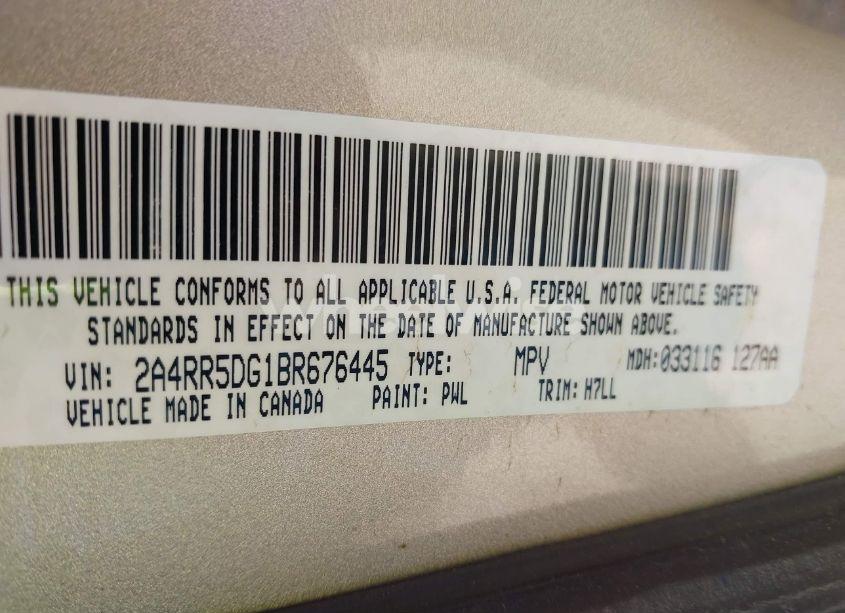 THIS VEHICLE CONFORMS TO ALL APPLICABLE U.S.A. FEDERAL MOTOR VEHICLE SAFETY
STANDARDS IN EFFECT ON THE DATE OF MANUFACTURE SHOWN ABOVE.
VIN: 2A4RR5DG1BR676445 TYPE: MPV MDH:033116 127AA
VEHICLE MADE IN CANADA PAINT: PWL TRIM: H7LL